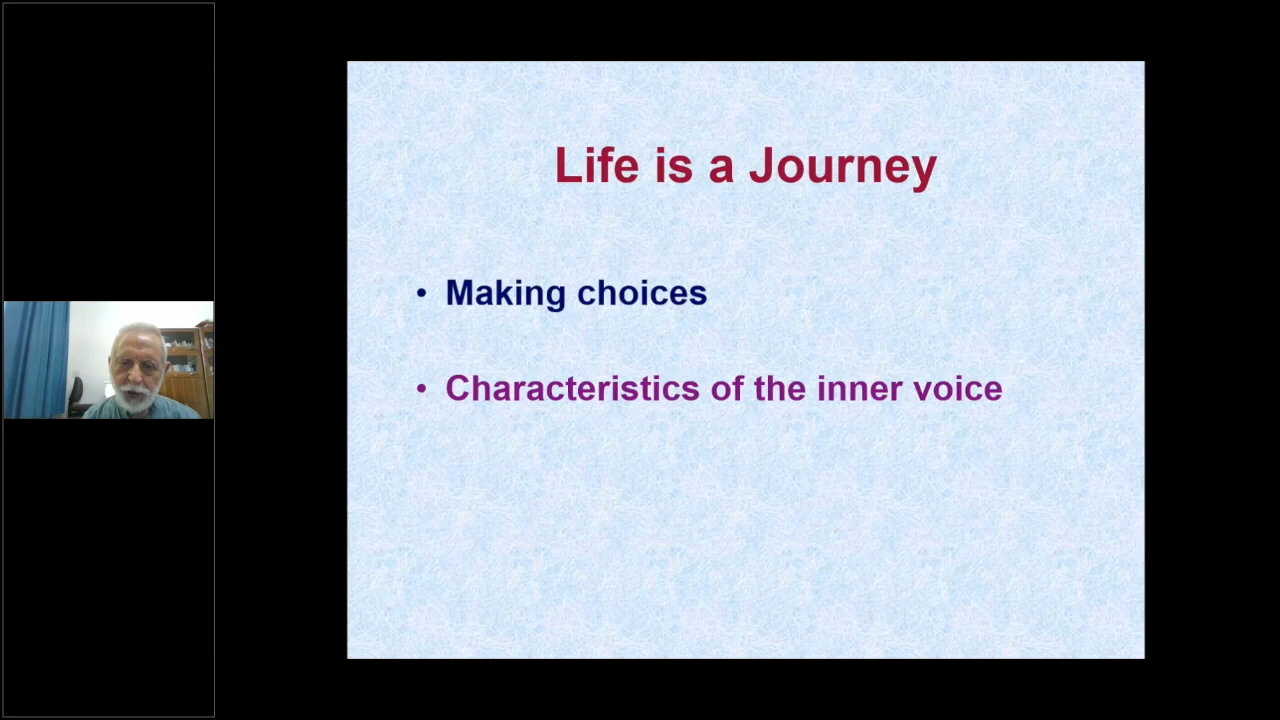 Life is a Journey
• Making choices
• Characteristics of the inner voice